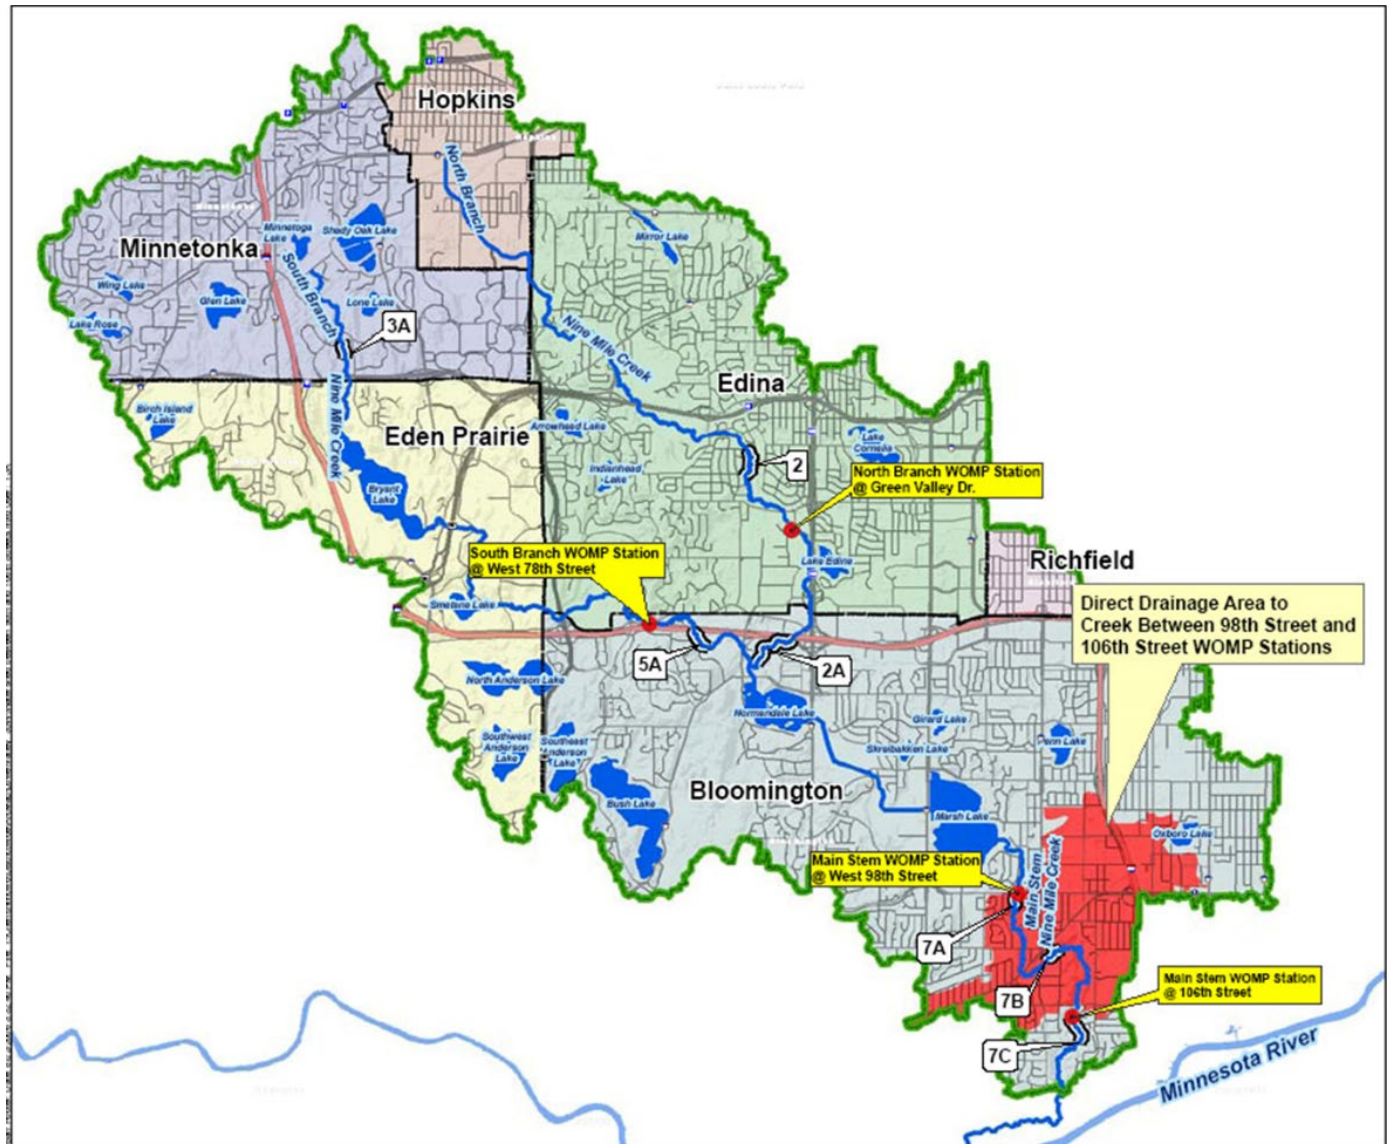 Hopkins
North Branch
Minnetonka
Minnetoga
Lake
Shady Oak Lake
Mirror Lake
South Branch
Wing Lake
Glen Lake
Lone Lake
Lake Rose
3A
Nine Mile Creek
Edina
Nine Mile Creek
Birch Island
Lake
Eden Prairie
Arrowhead Lake
Lake
Cornelia
Indianhead
Lake
2
North Branch WOMP Station
@ Green Valley Dr.
Bryant
Lake
South Branch WOMP Station
@ West 78th Street
Lake Edina
Richfield
Smetana Lake
Direct Drainage Area to
Creek Between 98th Street and
106th Street WOMP Stations
5A
2A
North Anderson Lake
Normandale Lake
Girard Lake
Southwest
Anderson
Lake
Southeast
Anderson
Lake
Skreibakken Lake
Penn Lake
Bloomington
Bush Lake
Marsh Lake
Oxboro Lake
Main Stem WOMP Station
@ West 98th Street
Main Stem
Nine Mile Creek
7A
7B
Main Stem WOMP Station
@ 106th Street
7C
Minnesota River